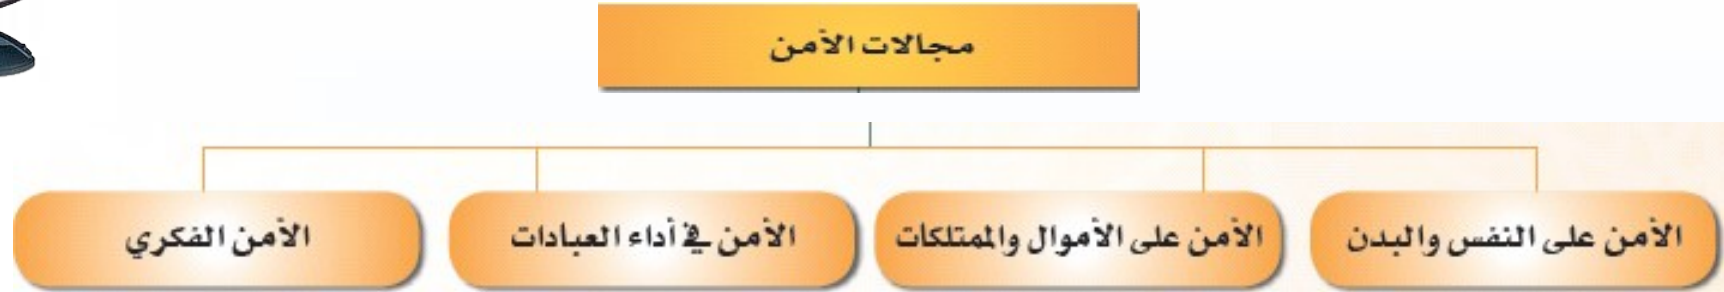 مجالات الأمن
الأمن على النفس والبدن
الأمن على الأموال والممتلكات
الأمن في أداء العبادات
الأمن الفكري